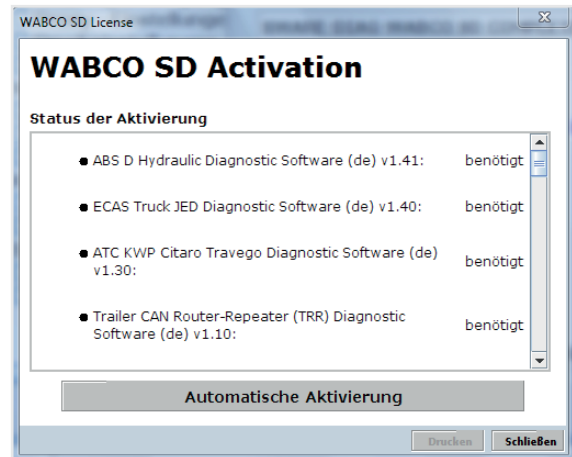 WABCO SD License
WABCO SD Activation
Status der Aktivierung
ABS D Hydraulic Diagnostic Software (de) v1.41: benötigt
ECAS Truck JED Diagnostic Software (de) v1.40: benötigt
ATC KWP Citaro Travego Diagnostic Software (de)
v1.30: benötigt
Trailer CAN Router-Repeater (TRR) Diagnostic
Software (de) v1.10: benötigt
Automatische Aktivierung
Drucken Schließen